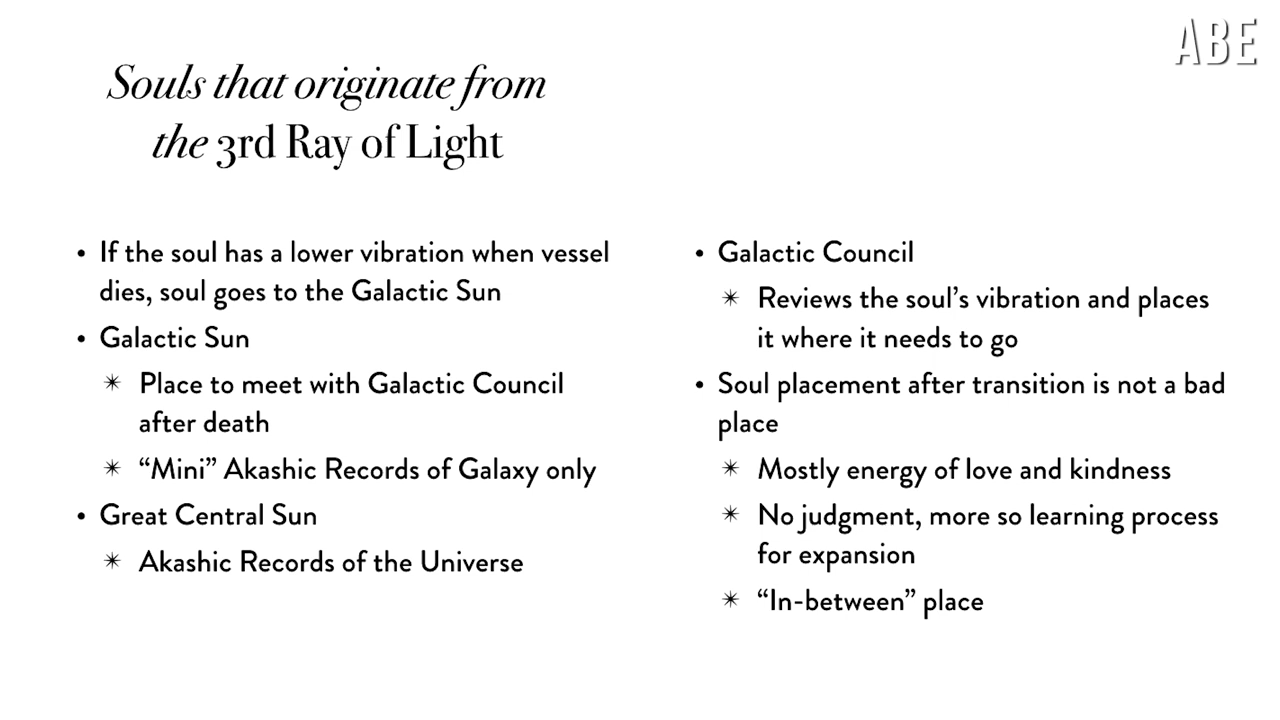 ABE
Souls that originate from
the 3rd Ray of Light
• If the soul has a lower vibration when vessel
dies, soul goes to the Galactic Sun
• Galactic Sun
✴ Place to meet with Galactic Council
after death
✴ “Mini” Akashic Records of Galaxy only
• Great Central Sun
✴ Akashic Records of the Universe
• Galactic Council
✴ Reviews the soul’s vibration and places
it where it needs to go
• Soul placement after transition is not a bad
place
✴ Mostly energy of love and kindness
✴ No judgment, more so learning process
for expansion
✴ “In-between” place